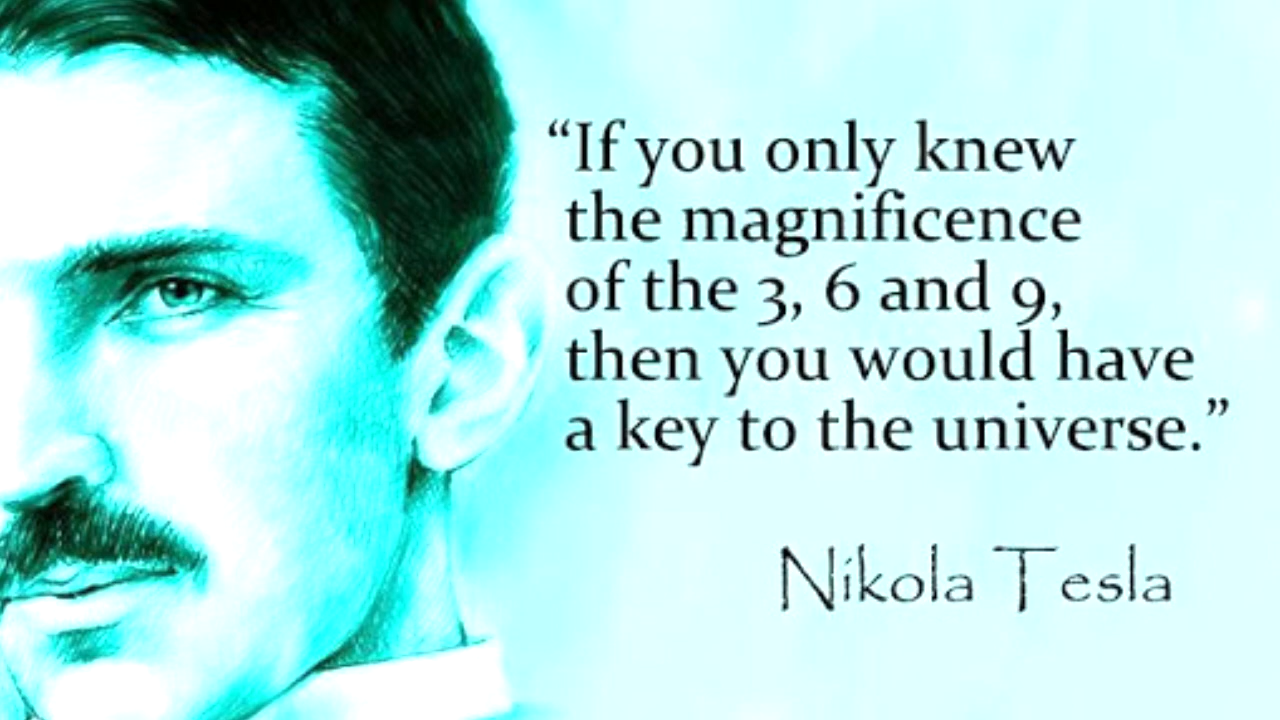 “If you only knew
the magnificence
of the 3, 6 and 9,
then you would have
a key to the universe.”
Nikola Tesla